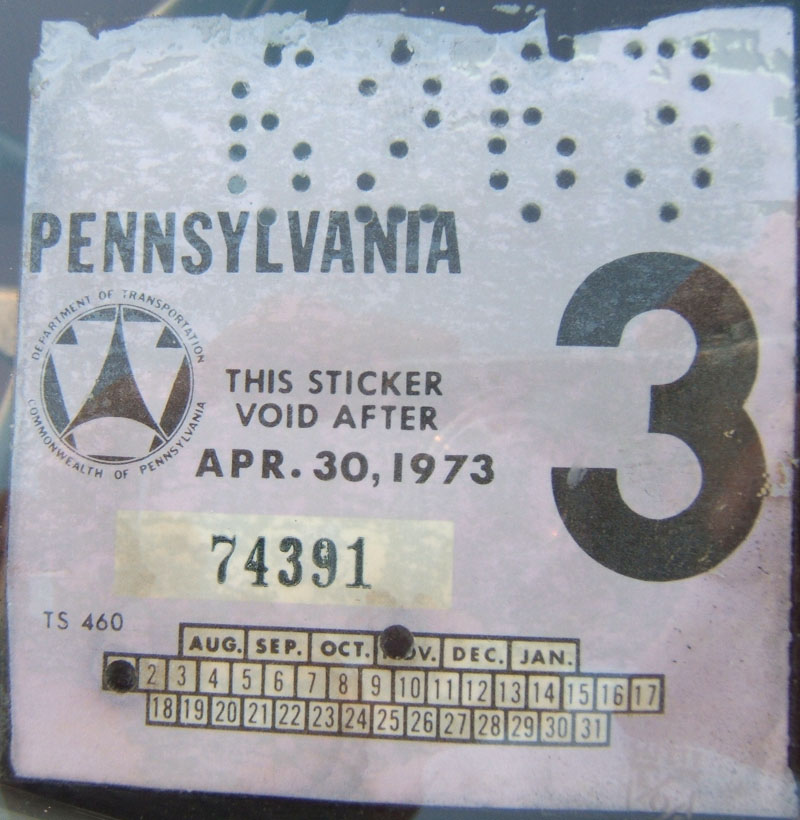 6263
PENNSYLVANIA
DEPARTMENT OF TRANSPORTATION
COMMONWEALTH OF PENNSYLVANIA
3
THIS STICKER
VOID AFTER
APR. 30, 1973
74391
TS 460
AUG. SEP. OCT. NOV. DEC. JAN.
2 3 4 5 6 7 8 9 10 11 12 13 14 15 16 17
18 19 20 21 22 23 24 25 26 27 28 29 30 31